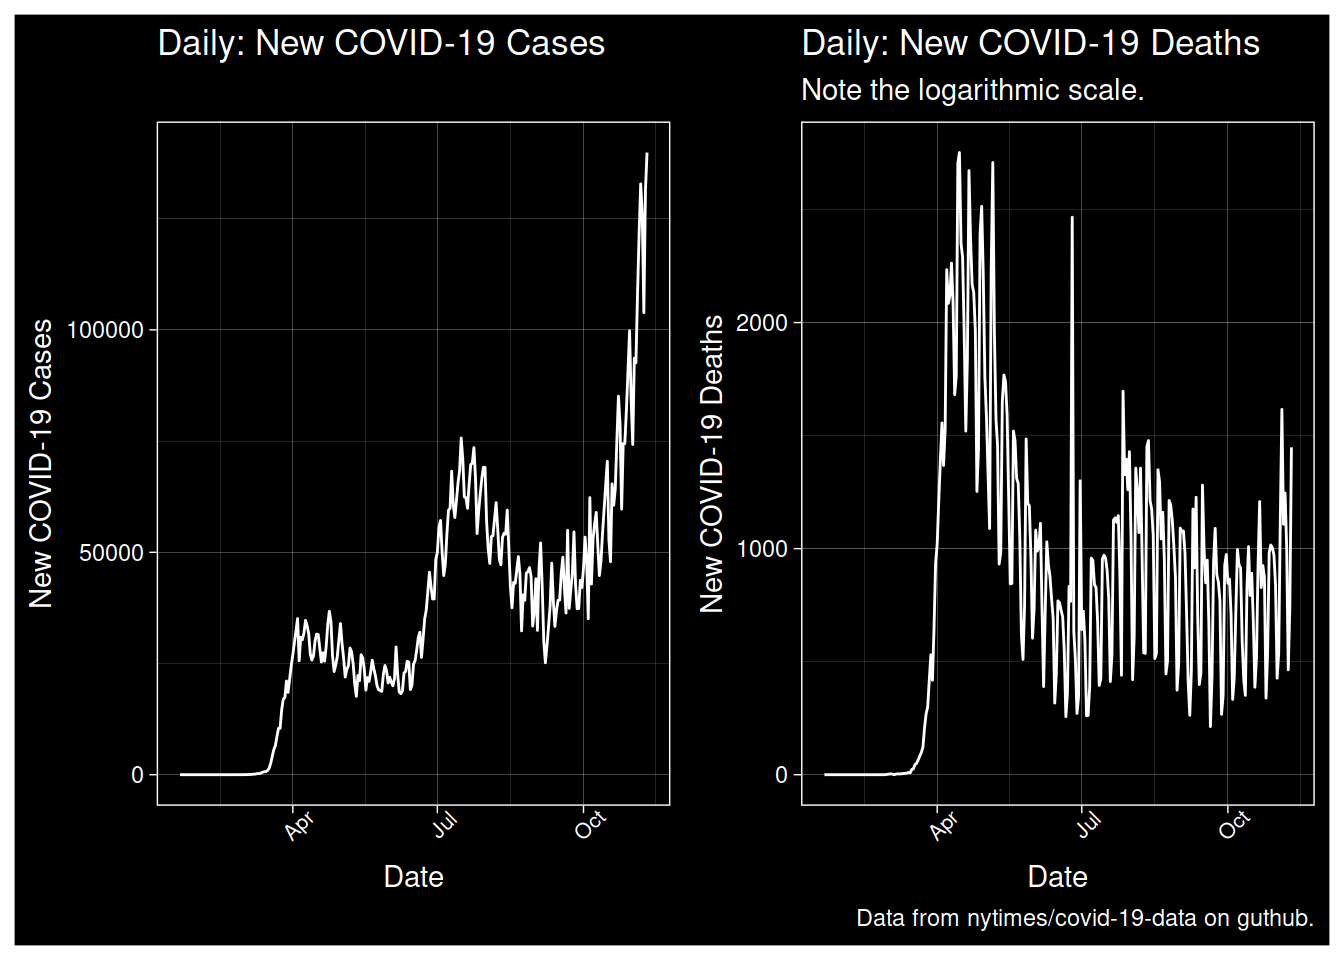 Daily: New COVID-19 Cases
New COVID-19 Cases
100000
50000
0
Apr
Jul
Oct
Date
Daily: New COVID-19 Deaths
Note the logarithmic scale.
New COVID-19 Deaths
2000
1000
0
Apr
Jul
Oct
Date
Data from nytimes/covid-19-data on guthub.